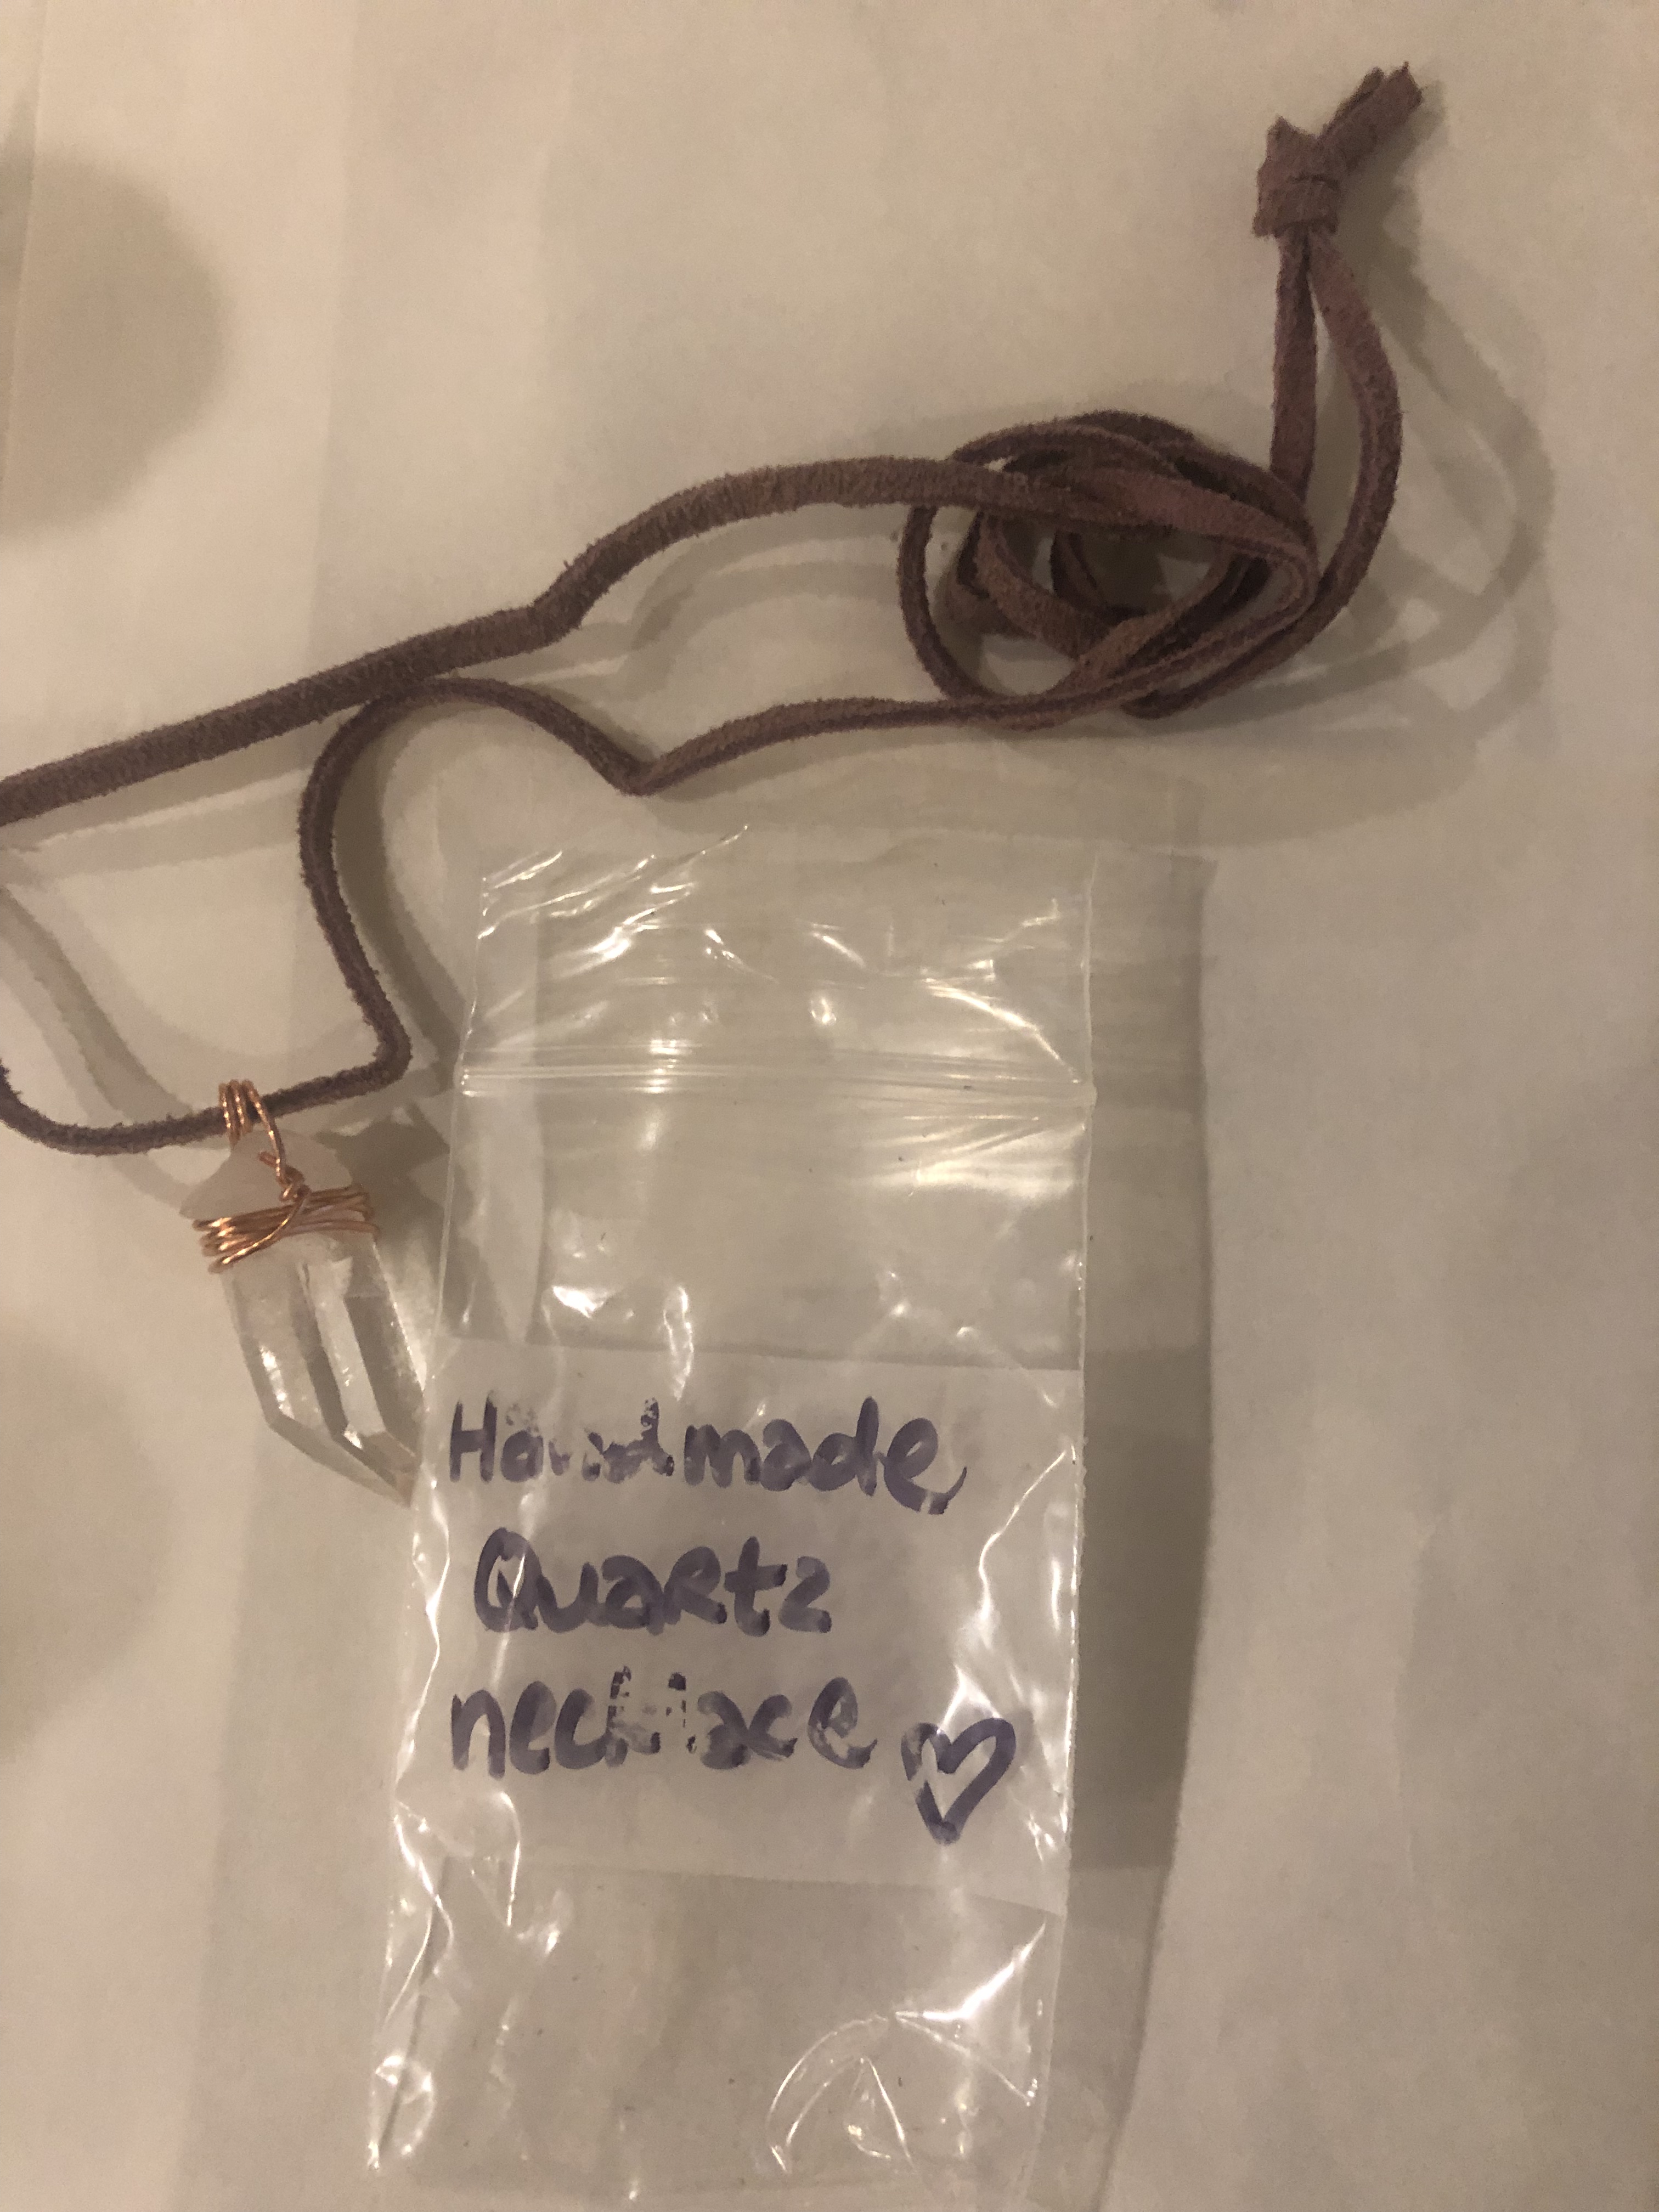 Handmade
Quartz
necklace ♡